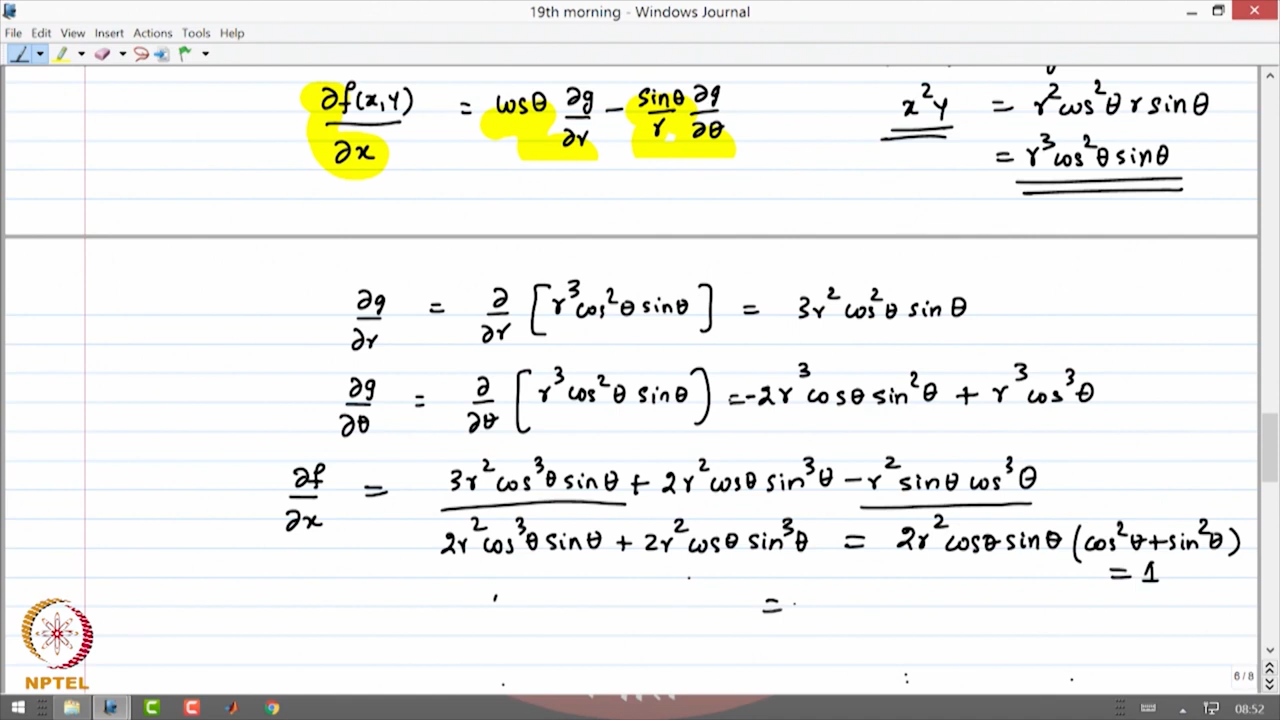 19th morning - Windows Journal
File Edit View Insert Actions Tools Help
∂f(x,y)/∂x = cosθ ∂g/∂r − sinθ/r ∂g/∂θ
x²y = r²cos²θ r sinθ
= r³cos²θ sinθ
∂g/∂r = ∂/∂r [r³cos²θ sinθ] = 3r²cos²θ sinθ
∂g/∂θ = ∂/∂θ [r³cos²θ sinθ] = -2r³cosθ sin²θ + r³cos³θ
∂f/∂x = 3r²cos³θ sinθ + 2r²cosθ sin³θ − r² sinθ cos³θ
2r²cos³θ sinθ + 2r²cosθ sin³θ = 2r²cosθ sinθ (cos²θ+sin²θ)
= 1
=
NPTEL
6 / 8
08:52